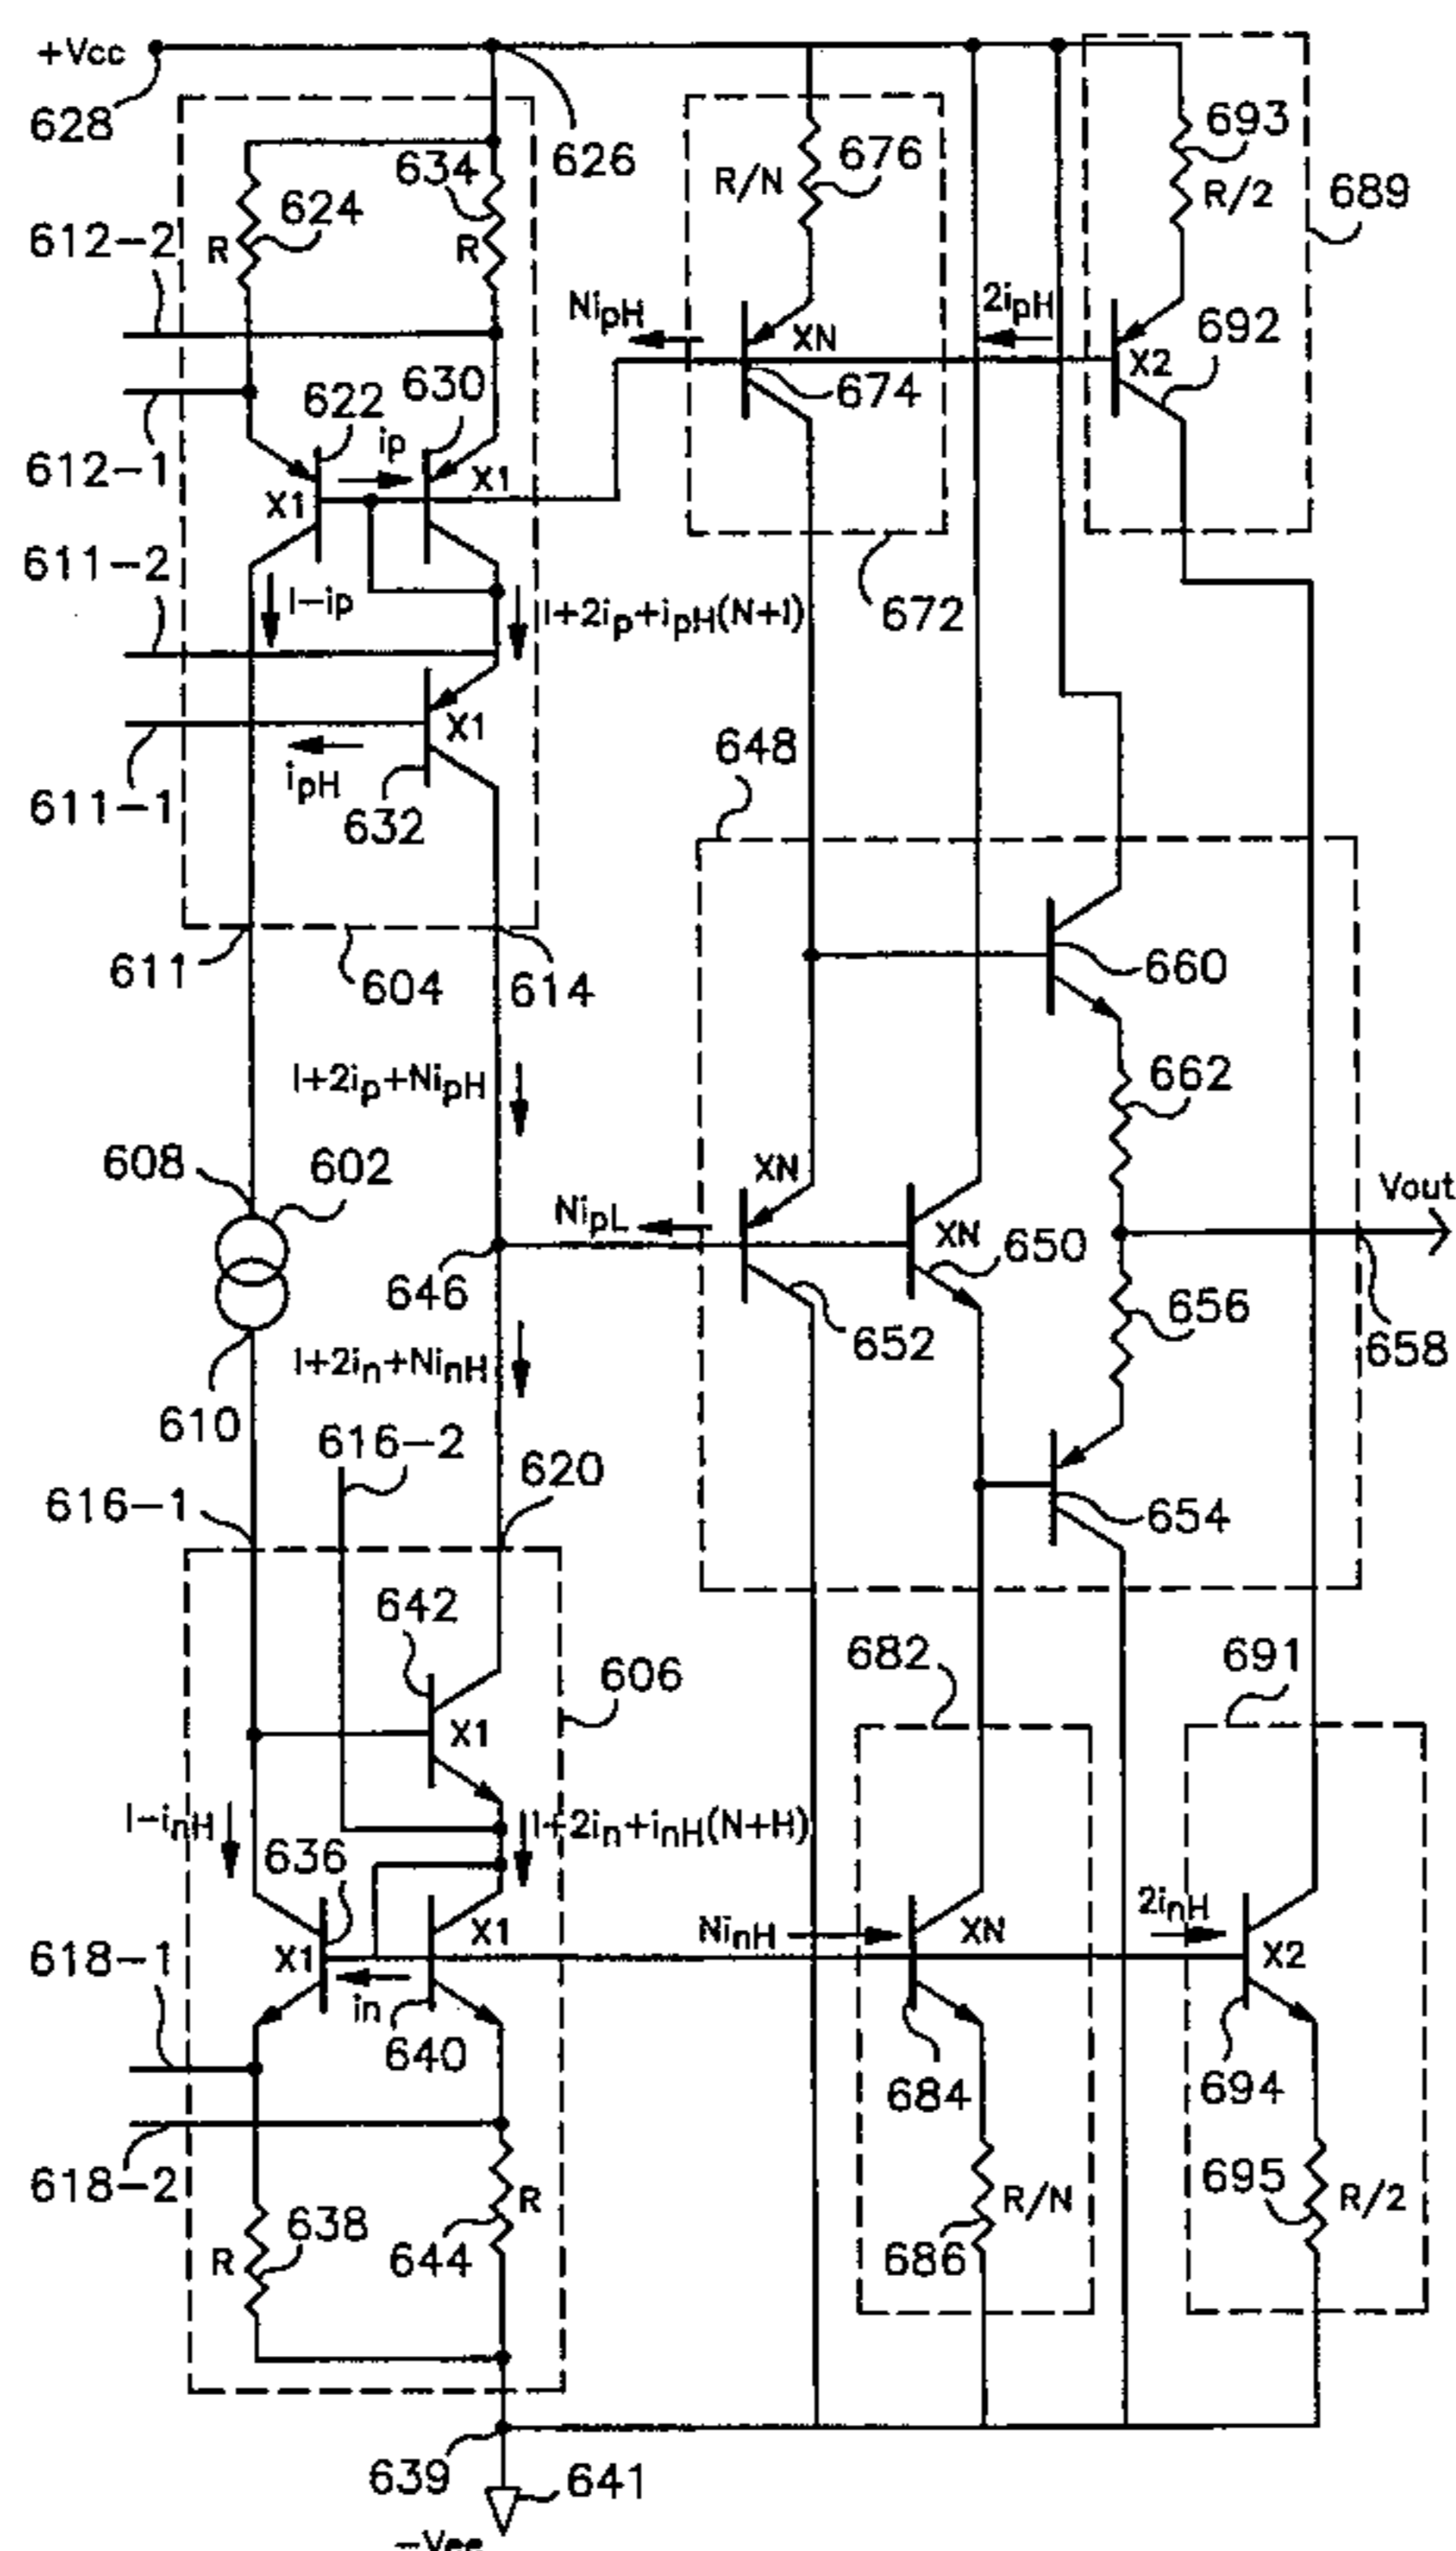 +Vcc
628
626
634
R/N
676
693
R/2
689
612-2
R
624
R
NipH
XN
2ipH
692
X2
674
612-1
622
ip
630
X1
X1
611-2
I-ip
I+2ip+ipH(N+1)
672
X1
648
ipH
611-1
632
660
611
604
614
I+2ip+NipH
662
608
602
XN
Vout
NipL
XN
650
646
652
656
658
I+2in+NinH
610
616-2
620
616-1
654
642
682
691
606
X1
I-inH
I+2in+inH(N+H)
636
X1
2inH
NinH
XN
X1
X2
618-1
in
640
684
694
618-2
R
R/N
695
R/2
638
R
644
686
639
641
-Vee